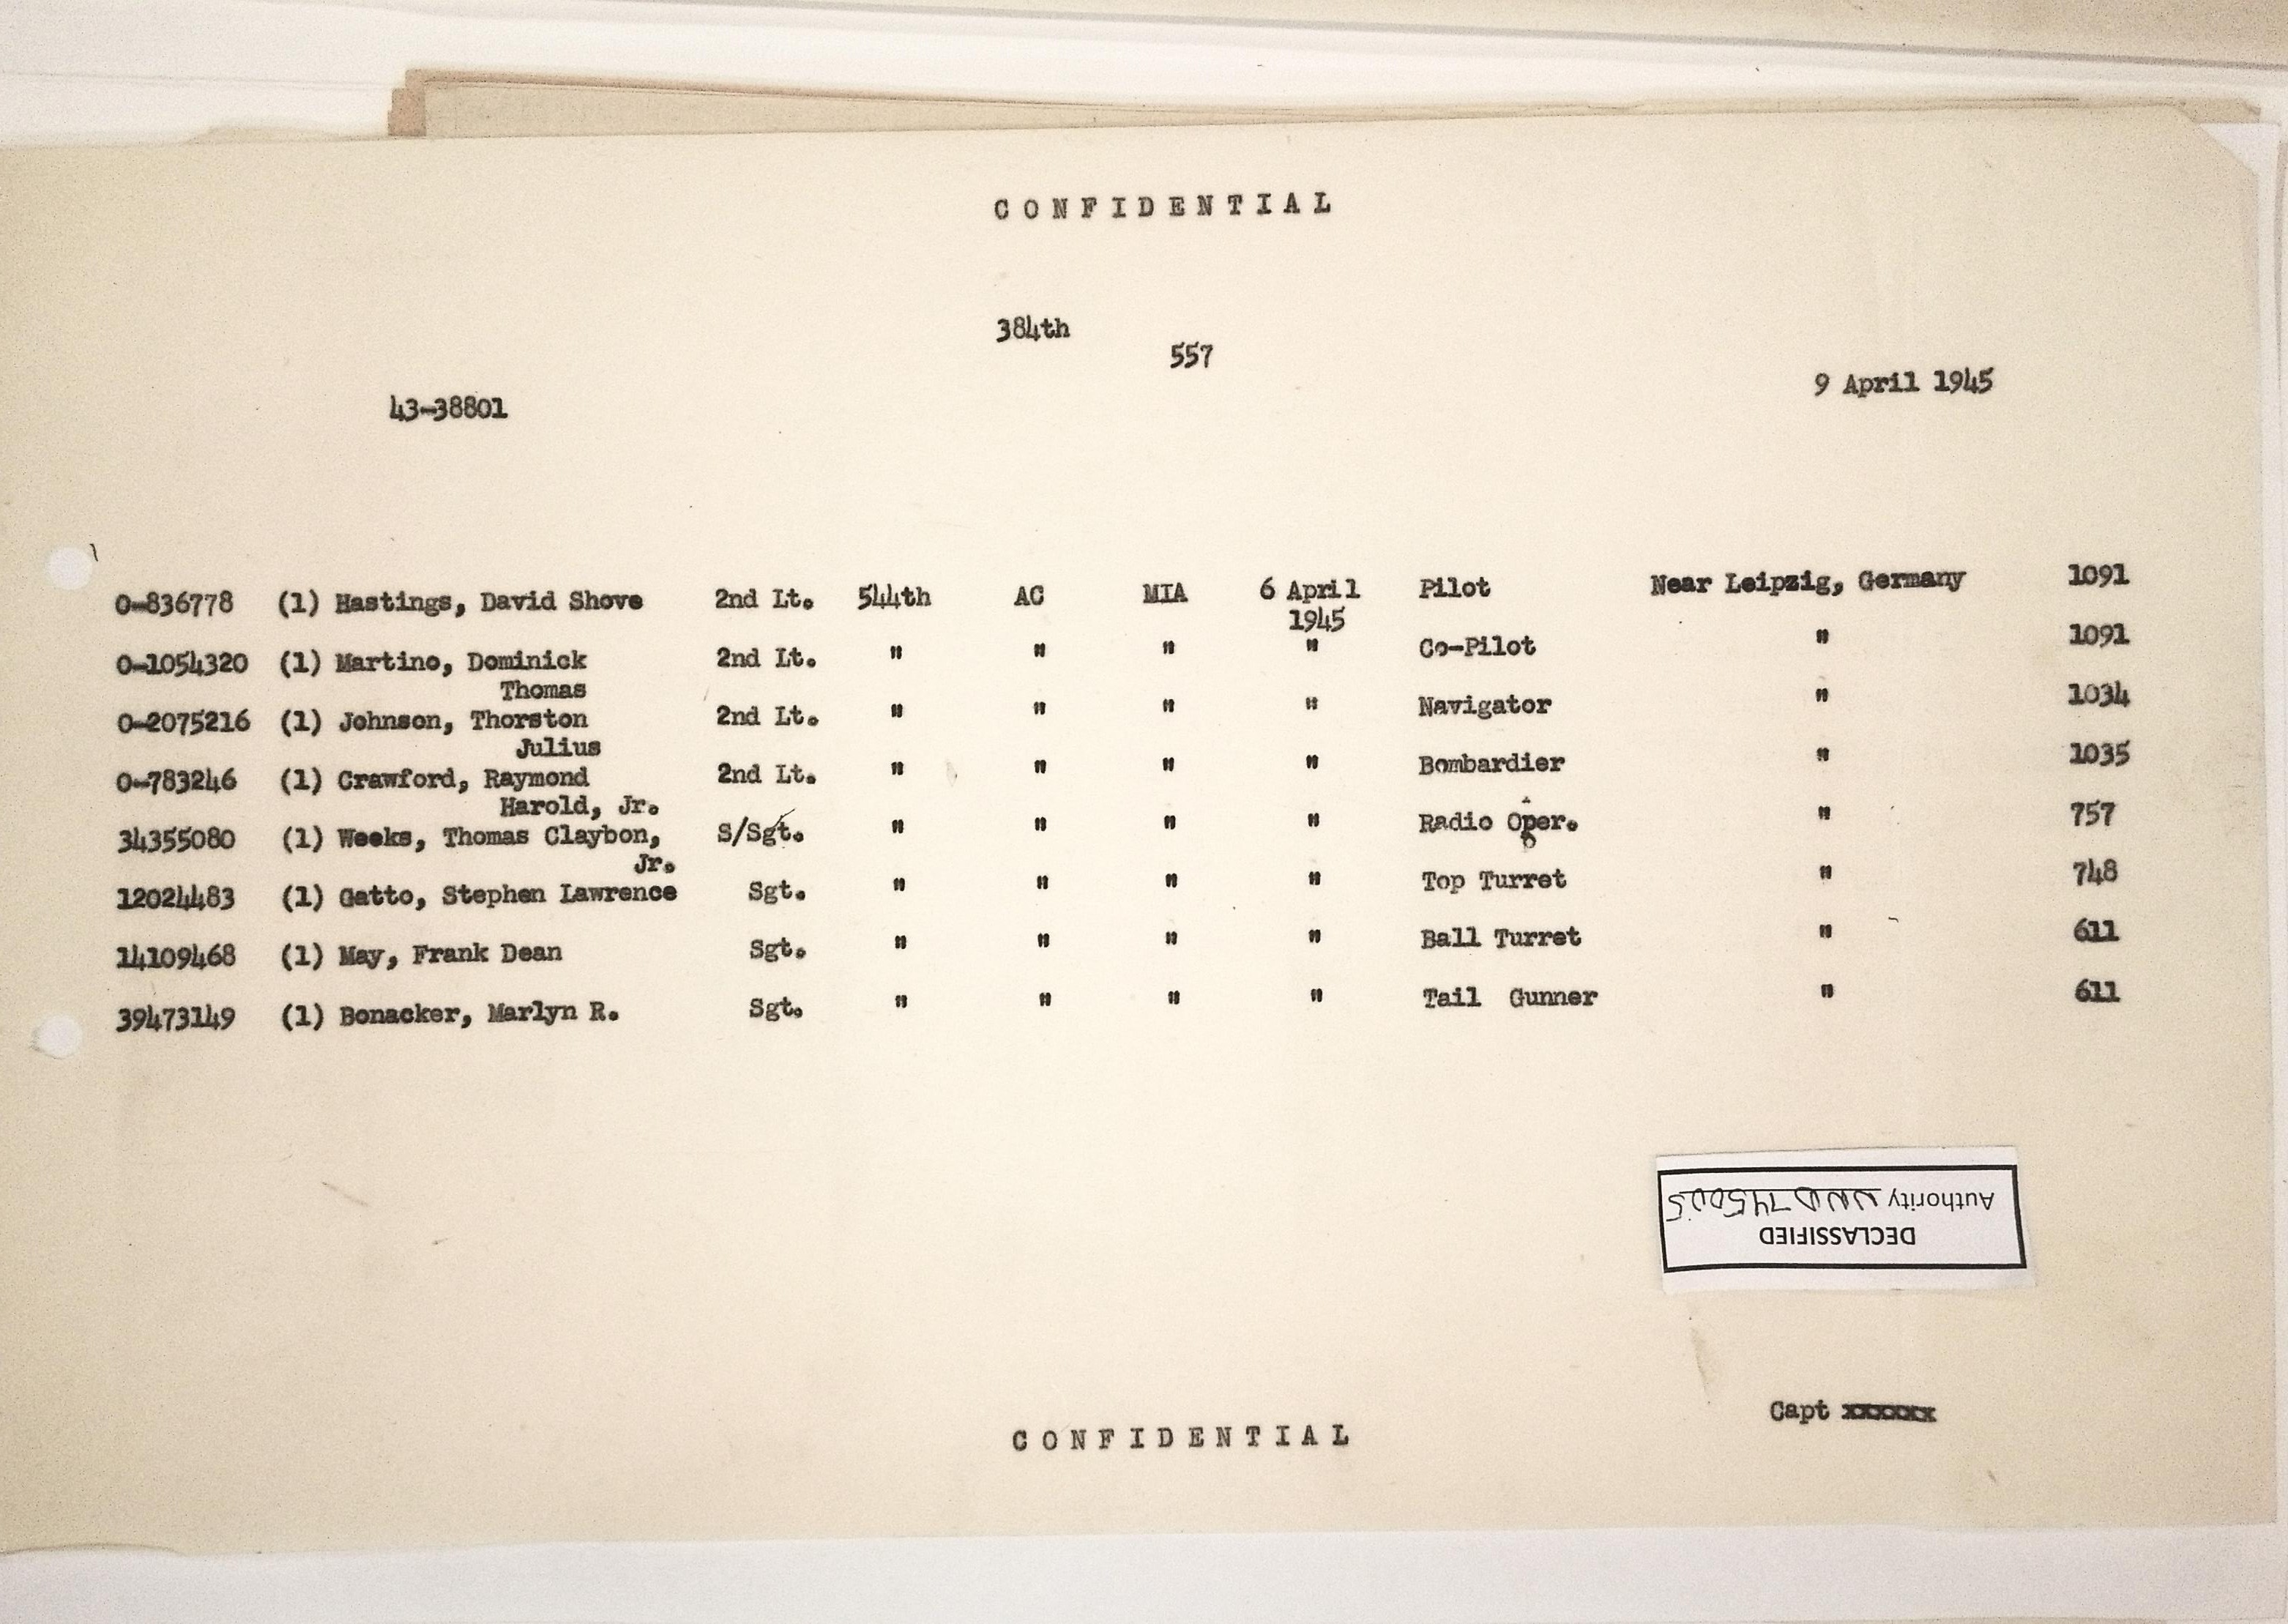 CONFIDENTIAL
384th
557
9 April 1945
43-38801
0-836778 (1) Hastings, David Shove 2nd Lt. 544th AC MIA 6 April Pilot Near Leipzig, Germany 1091
1945
0-1054320 (1) Martino, Dominick 2nd Lt. " " " " Co-Pilot " 1091
Thomas
0-2075216 (1) Johnson, Thorston 2nd Lt. " " " " Navigator " 1034
Julius
0-783246 (1) Crawford, Raymond 2nd Lt. " " " " Bombardier " 1035
Harold, Jr.
34355080 (1) Weeks, Thomas Claybon, S/Sgt. " " " " Radio Oper. " 757
Jr.
12024483 (1) Gatto, Stephen Lawrence Sgt. " " " " Top Turret " 748
14109468 (1) May, Frank Dean Sgt. " " " " Ball Turret " 611
39473149 (1) Bonacker, Marlyn R. Sgt. " " " " Tail Gunner " 611
DECLASSIFIED
Authority NND 745005
Capt xxxxxx
CONFIDENTIAL